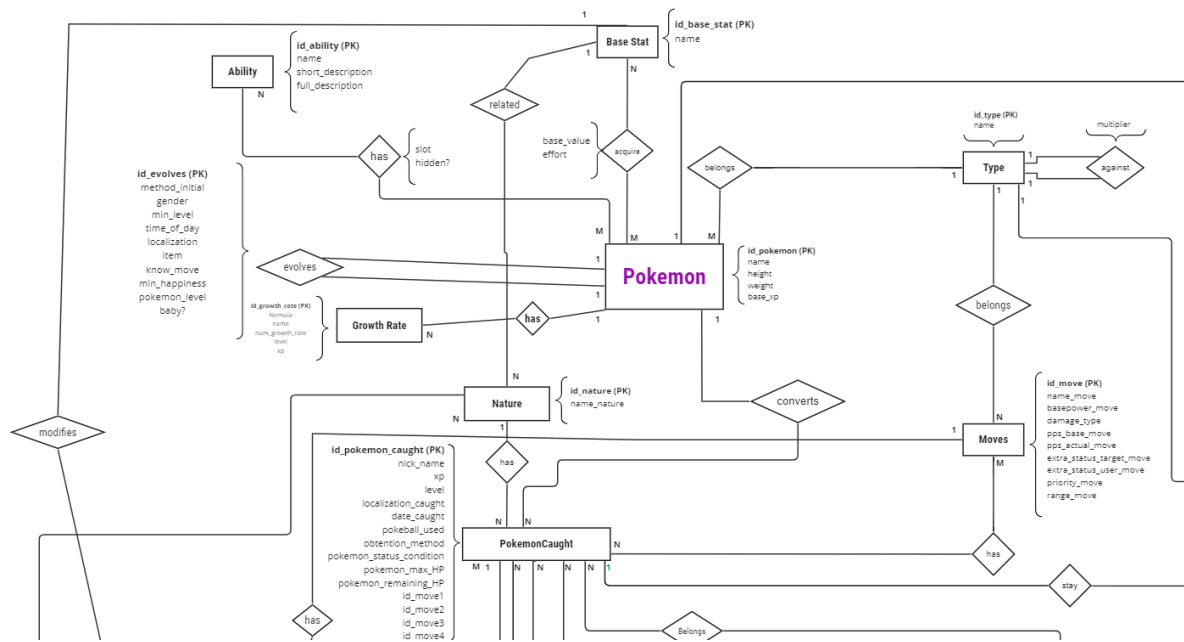 1
id_base_stat (PK)
name
Base Stat
1
N
id_ability (PK)
name
short_description
full_description
Ability
N
related
id_type (PK)
name
multiplier
Type
against
1
1
1
1
1
base_value
effort
acquire
has
slot
hidden?
belongs
id_evolves (PK)
method_initial
gender
min_level
time_of_day
localization
item
know_move
min_happiness
pokemon_level
baby?
evolves
M
M
1
M
1
1
1
1
Pokemon
id_pokemon (PK)
name
height
weight
base_xp
id_growth_rate (PK)
formula
name
num_growth_rate
level
xp
Growth Rate
N
has
belongs
N
Nature
N
1
id_nature (PK)
name_nature
converts
modifies
id_move (PK)
name_move
basepower_move
damage_type
pps_base_move
pps_actual_move
extra_status_target_move
extra_status_user_move
priority_move
range_move
N
1
Moves
M
has
id_pokemon_caught (PK)
nick_name
xp
level
localization_caught
date_caught
pokeball_used
obtention_method
pokemon_status_condition
pokemon_max_HP
pokemon_remaining_HP
id_move1
id_move2
id_move3
id_move4
N
N
PokemonCaught
N
M
1
N
N
N
N
1
has
stay
has
Belongs